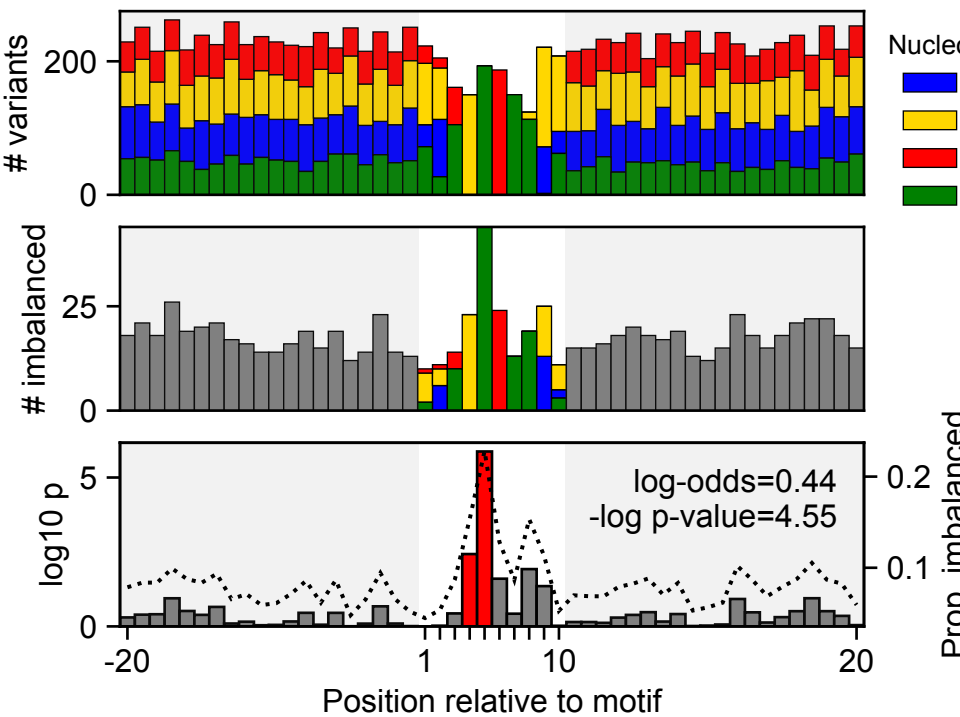 # variants
200
0
Nucleo
# imbalanced
25
0
log10 p
5
0
log-odds=0.44
-log p-value=4.55
0.2
0.1
Prop. imbalanced
-20
1
10
20
Position relative to motif